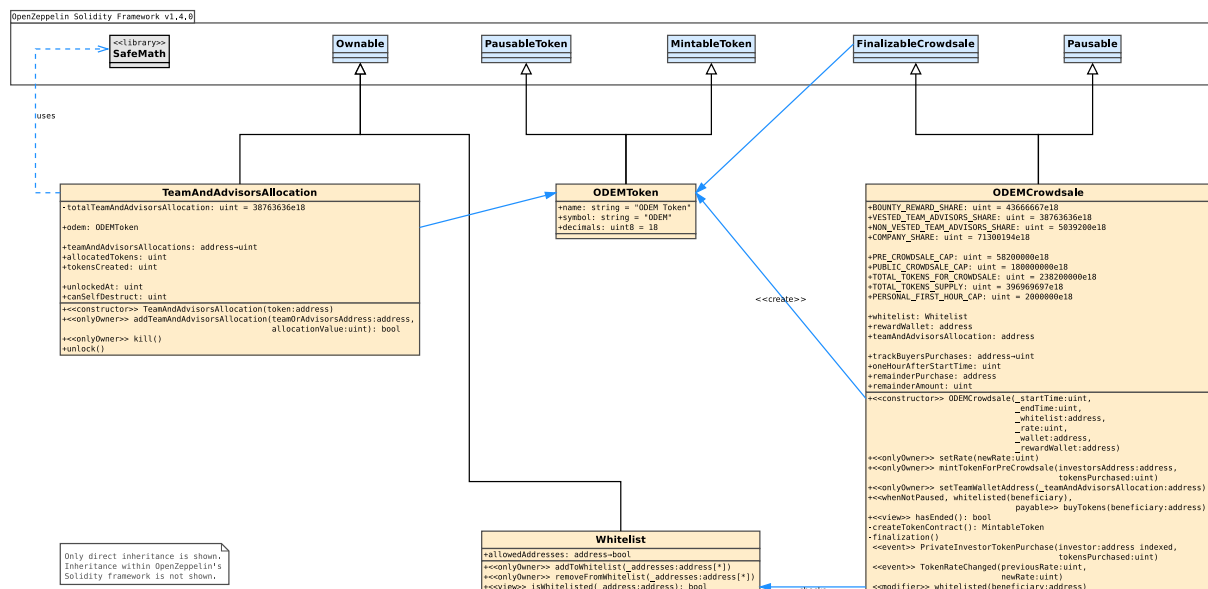 OpenZeppelin Solidity Framework v1.4.0
<<library>>
SafeMath
Ownable
PausableToken
MintableToken
FinalizableCrowdsale
Pausable
uses
TeamAndAdvisorsAllocation
-totalTeamAndAdvisorsAllocation: uint = 38763636e18
+odem: ODEMToken
+teamAndAdvisorsAllocations: address→uint
+allocatedTokens: uint
+tokensCreated: uint
+unlockedAt: uint
+canSelfDestruct: uint
+<<constructor>> TeamAndAdvisorsAllocation(token:address)
+<<onlyOwner>> addTeamAndAdvisorsAllocation(teamOrAdvisorsAddress:address,
allocationValue:uint): bool
+<<onlyOwner>> kill()
+unlock()
ODEMToken
+name: string = "ODEM Token"
+symbol: string = "ODEM"
+decimals: uint8 = 18
<<create>>
ODEMCrowdsale
+BOUNTY_REWARD_SHARE: uint = 43666667e18
+VESTED_TEAM_ADVISORS_SHARE: uint = 38763636e18
+NON_VESTED_TEAM_ADVISORS_SHARE: uint = 5039200e18
+COMPANY_SHARE: uint = 71300194e18
+PRE_CROWDSALE_CAP: uint = 58200000e18
+PUBLIC_CROWDSALE_CAP: uint = 180000000e18
+TOTAL_TOKENS_FOR_CROWDSALE: uint = 238200000e18
+TOTAL_TOKENS_SUPPLY: uint = 396969697e18
+PERSONAL_FIRST_HOUR_CAP: uint = 2000000e18
+whitelist: Whitelist
+rewardWallet: address
+teamAndAdvisorsAllocation: address
+trackBuyersPurchases: address→uint
+oneHourAfterStartTime: uint
+remainderPurchase: address
+remainderAmount: uint
+<<constructor>> ODEMCrowdsale(_startTime:uint,
_endTime:uint,
_whitelist:address,
_rate:uint,
_wallet:address,
_rewardWallet:address)
+<<onlyOwner>> setRate(newRate:uint)
+<<onlyOwner>> mintTokenForPreCrowdsale(investorsAddress:address,
tokensPurchased:uint)
+<<onlyOwner>> setTeamWalletAddress(_teamAndAdvisorsAllocation:address)
+<<whenNotPaused, whitelisted(beneficiary),
payable>> buyTokens(beneficiary:address)
+<<view>> hasEnded(): bool
-createTokenContract(): MintableToken
-finalization()
<<event>> PrivateInvestorTokenPurchase(investor:address indexed,
tokensPurchased:uint)
<<event>> TokenRateChanged(previousRate:uint,
newRate:uint)
<<modifier>> whitelisted(beneficiary:address)
Whitelist
+allowedAddresses: address→bool
+<<onlyOwner>> addToWhitelist(_addresses:address[*])
+<<onlyOwner>> removeFromWhitelist(_addresses:address[*])
+<<view>> isWhitelisted(_address:address): bool
Only direct inheritance is shown.
Inheritance within OpenZeppelin's
Solidity framework is not shown.